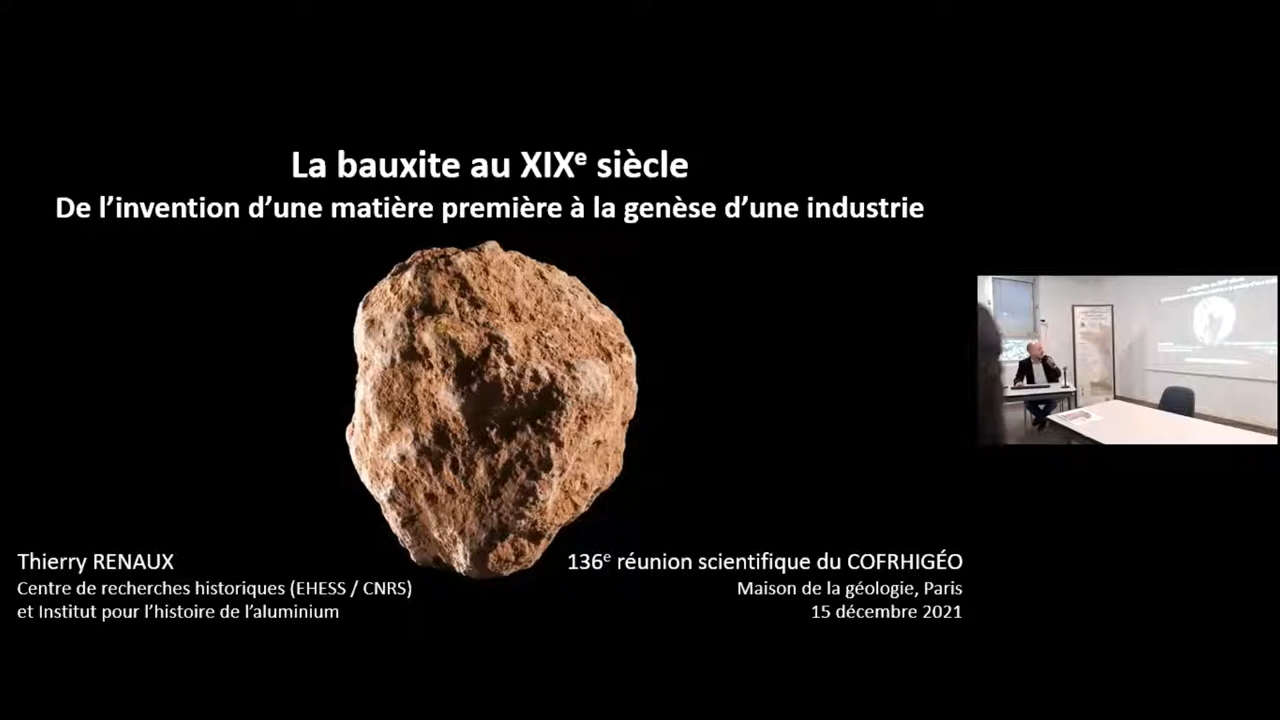 La bauxite au XIXe siècle
De l’invention d’une matière première à la genèse d’une industrie
Thierry RENAUX
Centre de recherches historiques (EHESS / CNRS)
et Institut pour l’histoire de l’aluminium
136e réunion scientifique du COFRHIGÉO
Maison de la géologie, Paris
15 décembre 2021